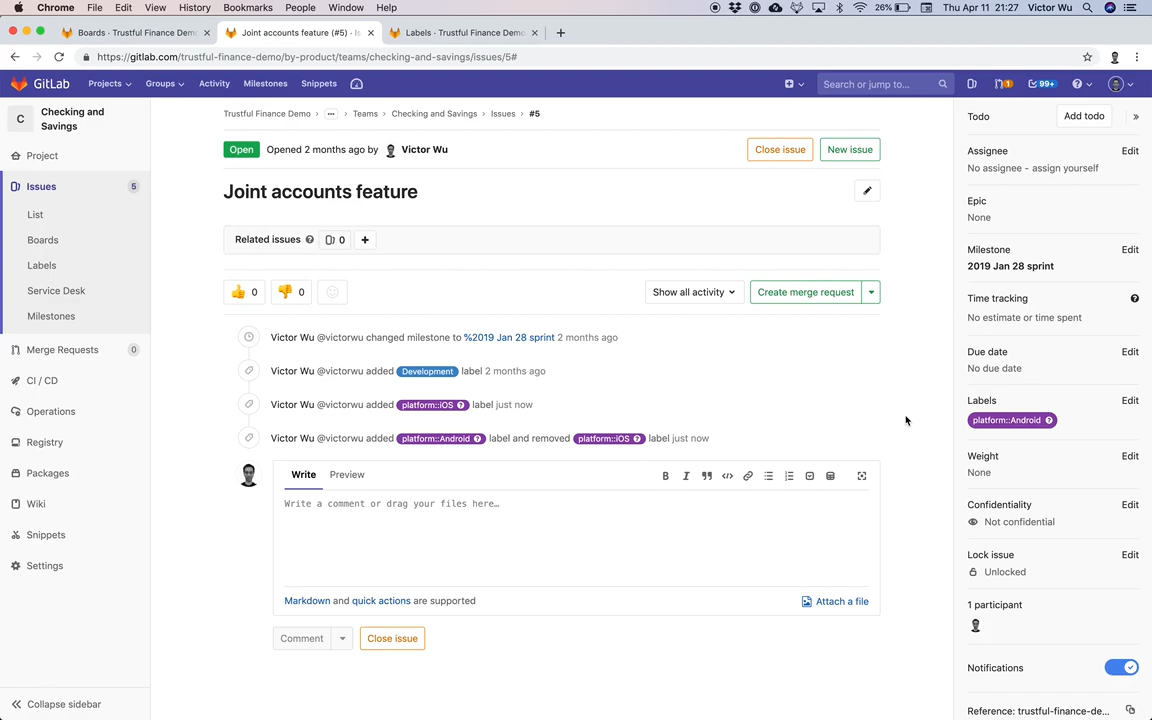 Chrome File Edit View History Bookmarks People Window Help 26% Thu Apr 11 21:27 Victor Wu
Boards · Trustful Finance Demo Joint accounts feature (#5) · Is Labels · Trustful Finance Demo
https://gitlab.com/trustful-finance-demo/by-product/teams/checking-and-savings/issues/5#
GitLab Projects Groups Activity Milestones Snippets Search or jump to… 1 99+
C Checking and Savings
Project
Issues 5
List
Boards
Labels
Service Desk
Milestones
Merge Requests 0
CI / CD
Operations
Registry
Packages
Wiki
Snippets
Settings
Collapse sidebar
Trustful Finance Demo > ... > Teams > Checking and Savings > Issues > #5
Open Opened 2 months ago by Victor Wu Close issue New issue
Joint accounts feature
Related issues 0 +
0 0 Show all activity Create merge request
Victor Wu @victorwu changed milestone to %2019 Jan 28 sprint 2 months ago
Victor Wu @victorwu added Development label 2 months ago
Victor Wu @victorwu added platform::iOS label just now
Victor Wu @victorwu added platform::Android label and removed platform::iOS label just now
Write Preview
Write a comment or drag your files here…
Markdown and quick actions are supported Attach a file
Comment Close issue
Todo Add todo
Assignee Edit
No assignee - assign yourself
Epic
None
Milestone Edit
2019 Jan 28 sprint
Time tracking
No estimate or time spent
Due date Edit
No due date
Labels Edit
platform::Android
Weight Edit
None
Confidentiality Edit
Not confidential
Lock issue Edit
Unlocked
1 participant
Notifications
Reference: trustful-finance-de...